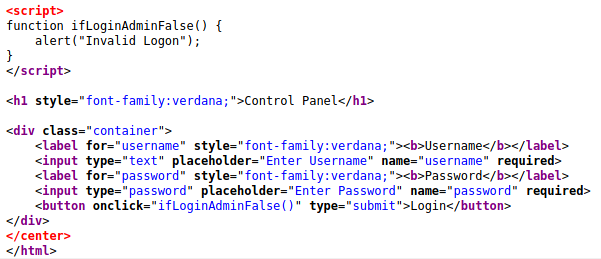 <script>
function ifLoginAdminFalse() {
    alert("Invalid Logon");
}
</script>

<h1 style="font-family:verdana;">Control Panel</h1>

<div class="container">
    <label for="username" style="font-family:verdana;"><b>Username</b></label>
    <input type="text" placeholder="Enter Username" name="username" required>
    <label for="password" style="font-family:verdana;"><b>Password</b></label>
    <input type="password" placeholder="Enter Password" name="password" required>
    <button onclick="ifLoginAdminFalse()" type="submit">Login</button>
</div>
</center>
</html>